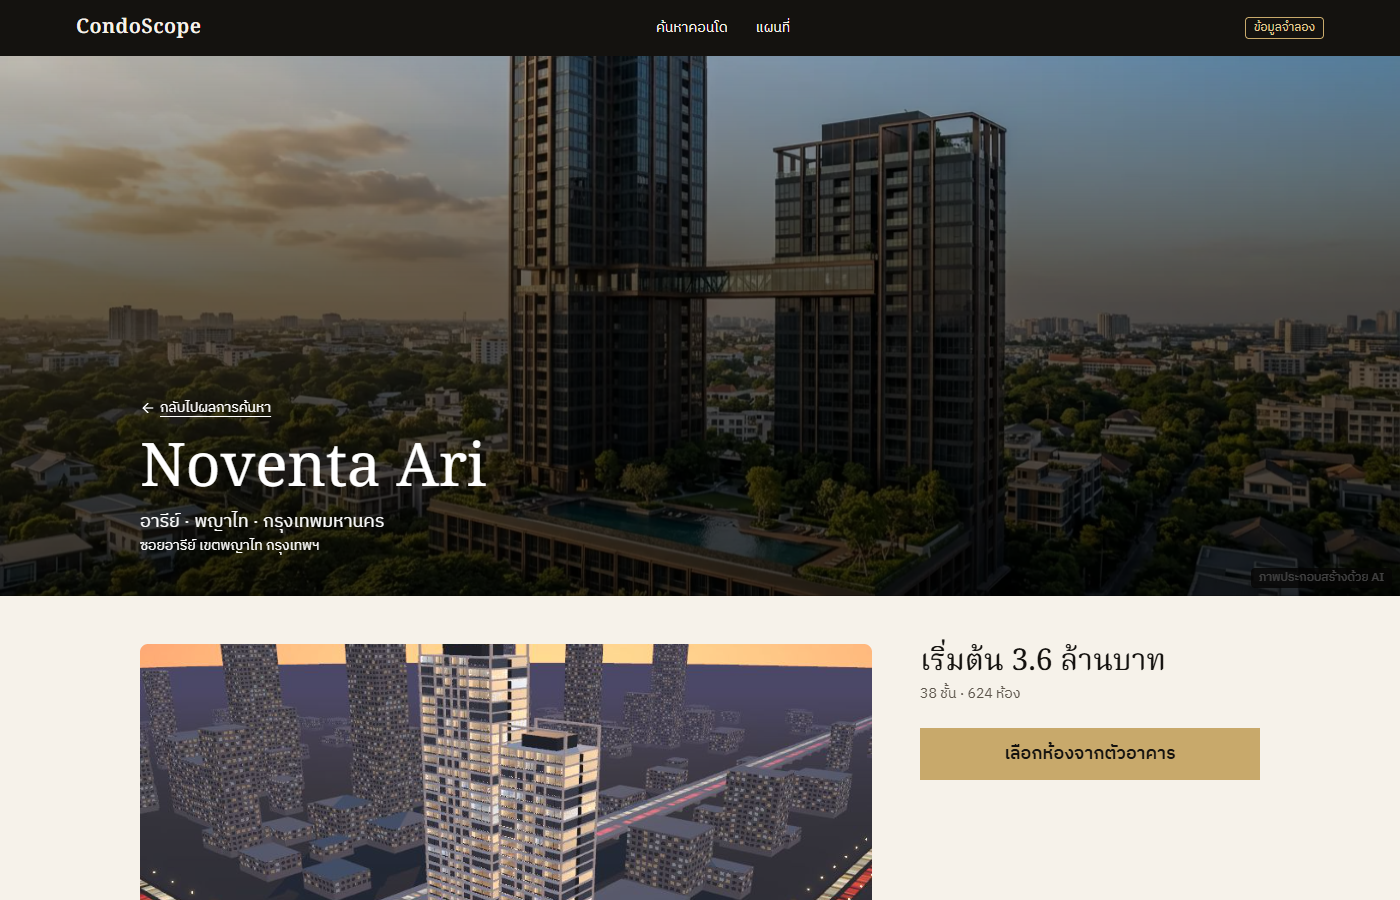 CondoScope
ค้นหาคอนโด
แผนที่
ข้อมูลจำลอง
← กลับไปผลการค้นหา
Noventa Ari
อารีย์ · พญาไท · กรุงเทพมหานคร
ซอยอารีย์ เขตพญาไท กรุงเทพฯ
ภาพประกอบสร้างด้วย AI
เริ่มต้น 3.6 ล้านบาท
38 ชั้น · 624 ห้อง
เลือกห้องจากตัวอาคาร